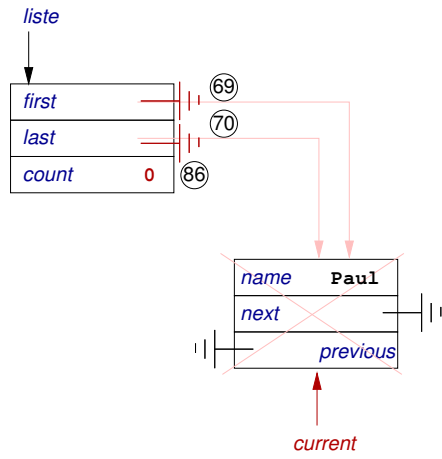 liste
first 69
last 70
count 0 86
name Paul
next
previous
current